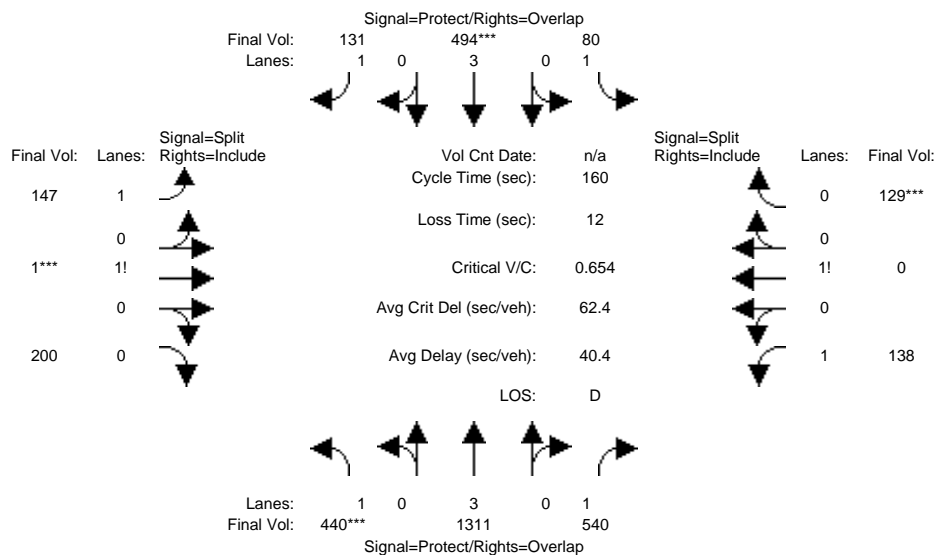 Signal=Protect/Rights=Overlap
Final Vol: 131 494*** 80
Lanes: 1 0 3 0 1
Signal=Split
Final Vol: Lanes: Rights=Include
Vol Cnt Date: n/a
Signal=Split
Rights=Include Lanes: Final Vol:
Cycle Time (sec): 160
147 1
0 129***
Loss Time (sec): 12
0
0
1*** 1!
Critical V/C: 0.654
1! 0
0
Avg Crit Del (sec/veh): 62.4
0
200 0
Avg Delay (sec/veh): 40.4
1 138
LOS: D
Lanes: 1 0 3 0 1
Final Vol: 440*** 1311 540
Signal=Protect/Rights=Overlap